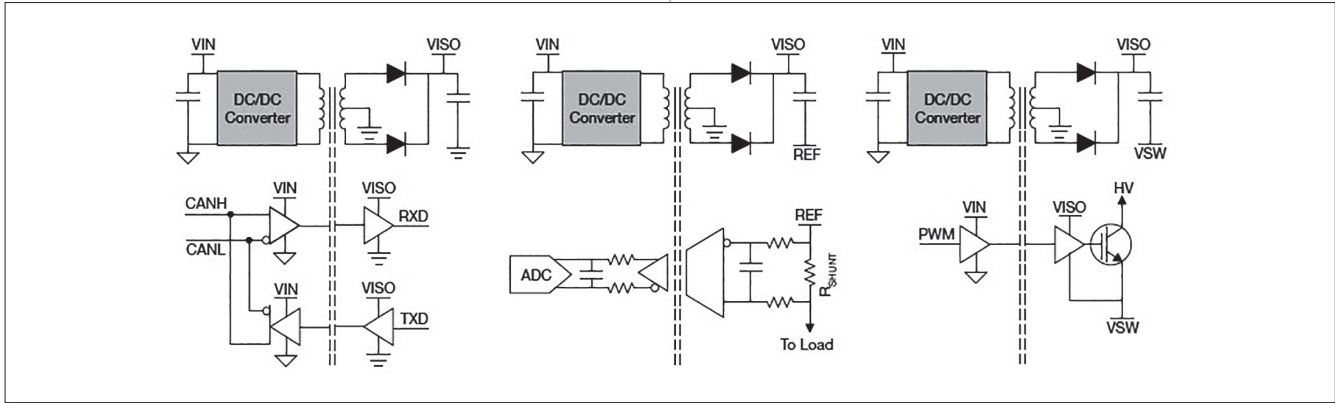 VIN
VISO
DC/DC
Converter
VIN
VISO
CANH
RXD
CANL
VIN
VISO
TXD
VIN
VISO
DC/DC
Converter
REF
REF
ADC
RSHUNT
To Load
VIN
VISO
DC/DC
Converter
VSW
HV
VIN
VISO
PWM
VSW